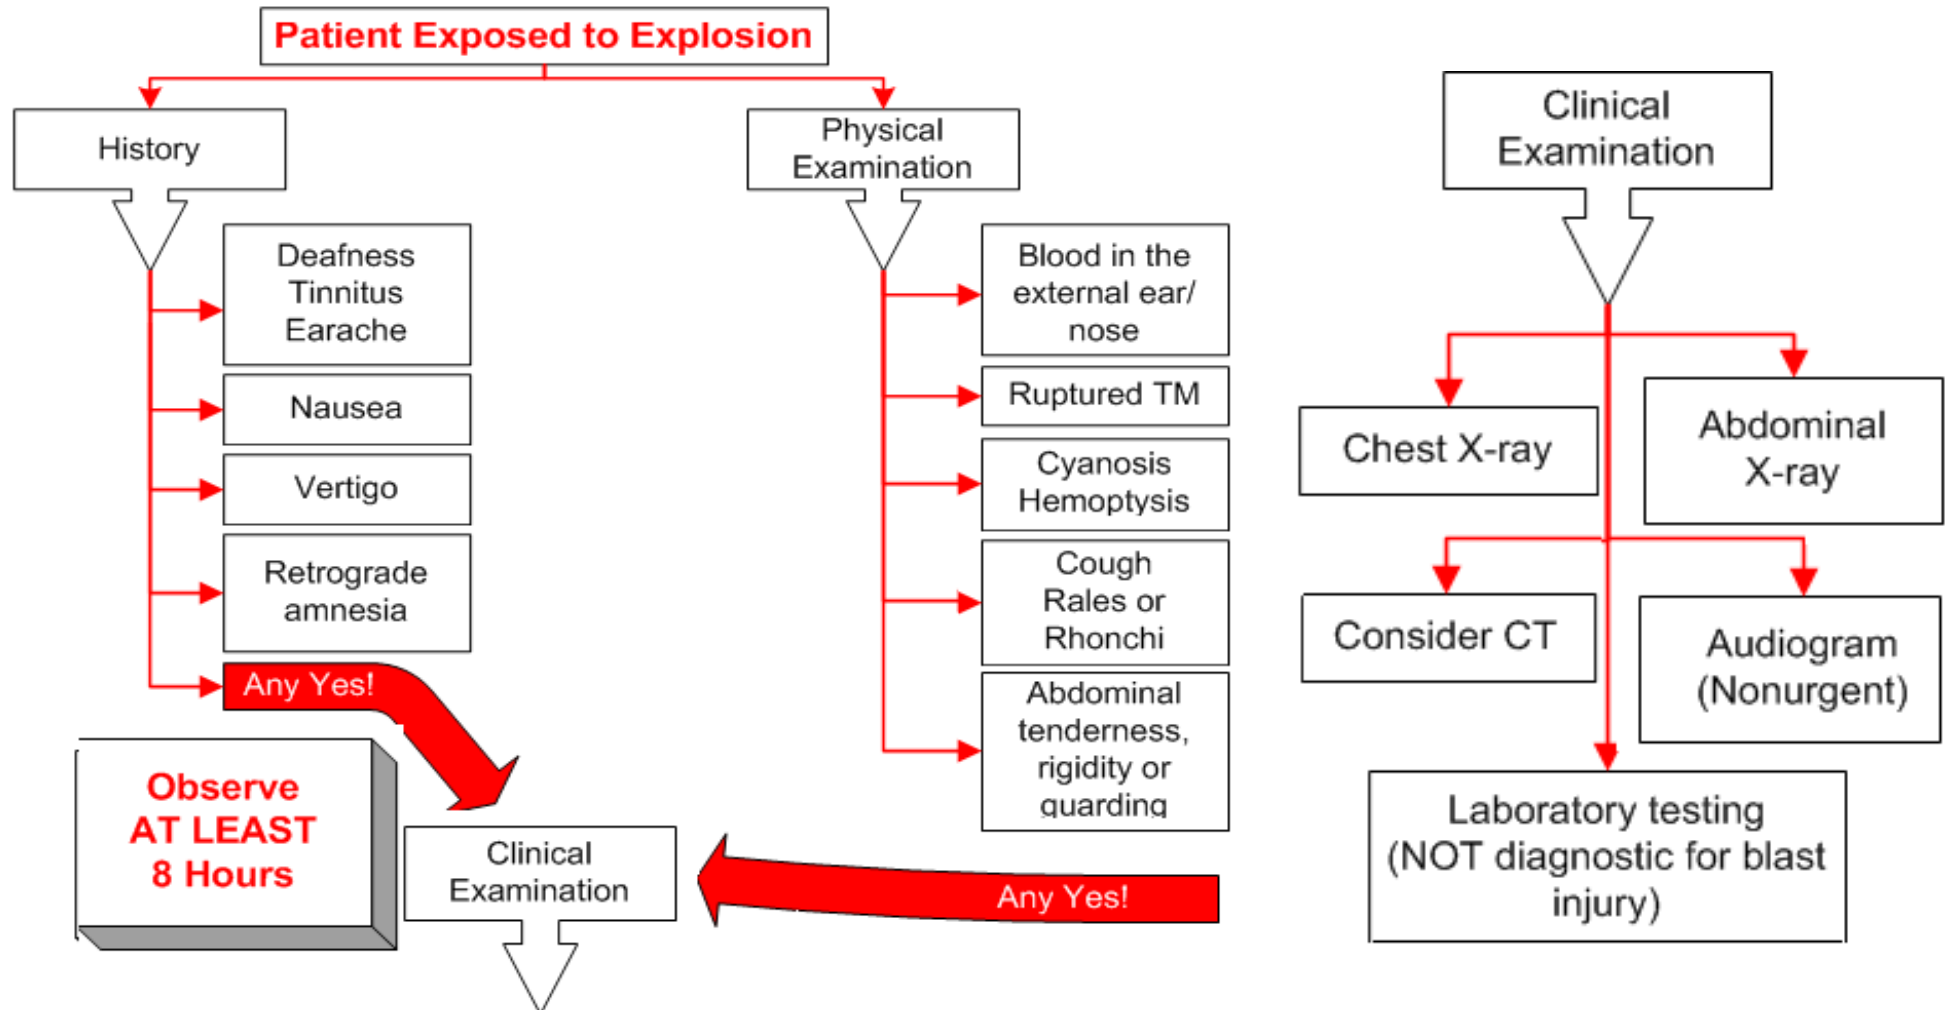 Patient Exposed to Explosion
History
Deafness
Tinnitus
Earache
Nausea
Vertigo
Retrograde
amnesia
Any Yes!
Observe
AT LEAST
8 Hours
Clinical
Examination
Physical
Examination
Blood in the
external ear/
nose
Ruptured TM
Cyanosis
Hemoptysis
Cough
Rales or
Rhonchi
Abdominal
tenderness,
rigidity or
guarding
Any Yes!
Clinical
Examination
Chest X-ray
Abdominal
X-ray
Consider CT
Audiogram
(Nonurgent)
Laboratory testing
(NOT diagnostic for blast
injury)